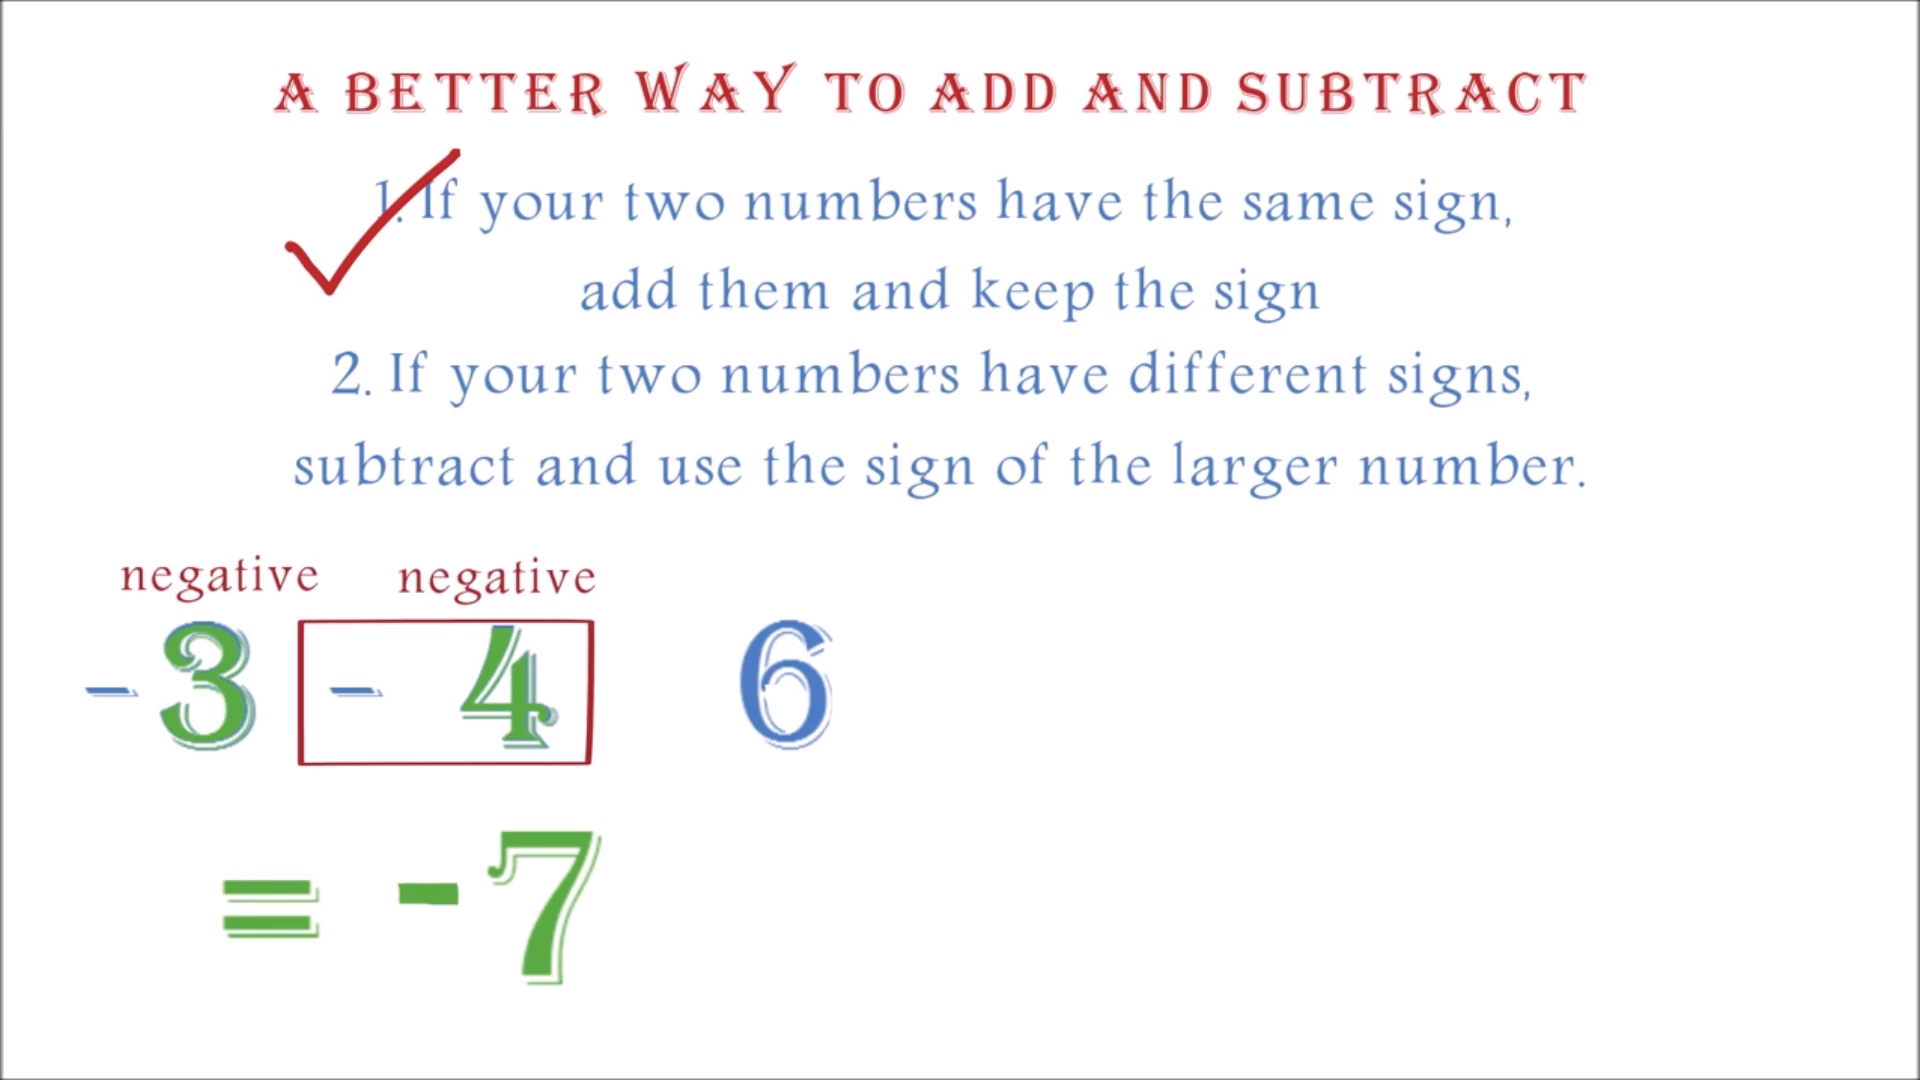 A BETTER WAY TO ADD AND SUBTRACT
1. If your two numbers have the same sign,
add them and keep the sign
2. If your two numbers have different signs,
subtract and use the sign of the larger number.
negative negative
-3 - 4 6
= -7